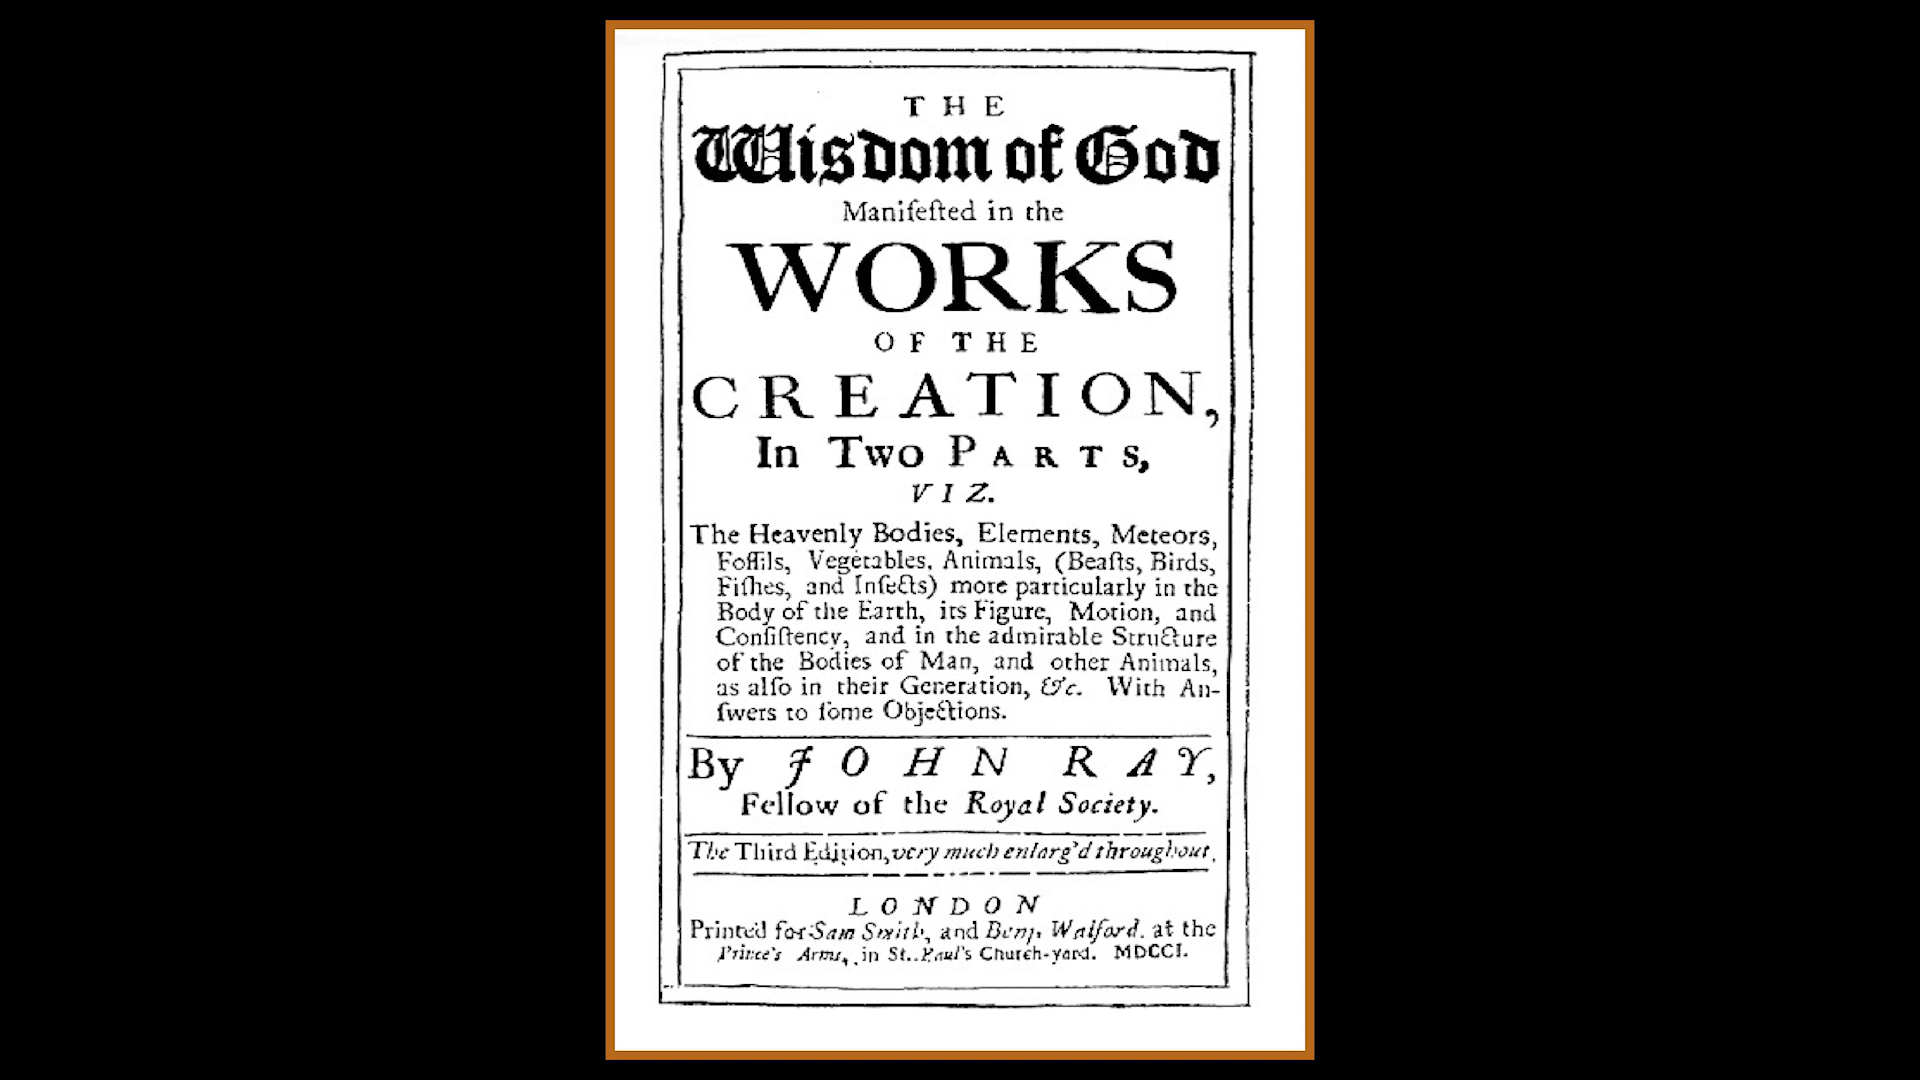 THE
Wisdom of God
Manifeſted in the
WORKS
OF THE
CREATION,
In Two PARTS,
VIZ.
The Heavenly Bodies, Elements, Meteors,
Foſſils, Vegetables, Animals, (Beaſts, Birds,
Fiſhes, and Inſects) more particularly in the
Body of the Earth, its Figure, Motion, and
Conſiſtency, and in the admirable Structure
of the Bodies of Man, and other Animals,
as alſo in their Generation, &c. With An-
ſwers to ſome Objections.
By JOHN RAY,
Fellow of the Royal Society.
The Third Edition, very much enlarg'd throughout.
LONDON
Printed for Sam Smith, and Benj. Walford. at the
Prince's Arms, in St. Paul's Church-yard. MDCCI.